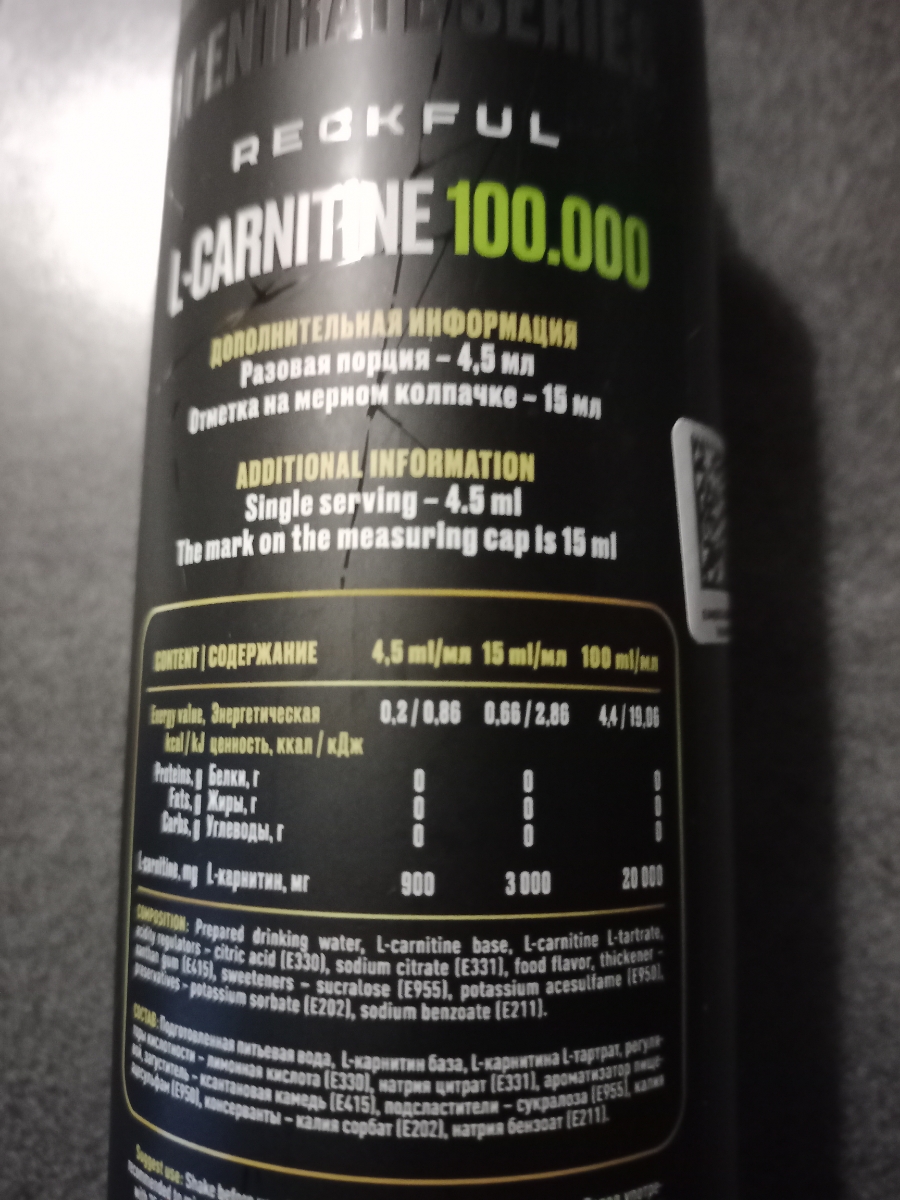 SERIES
RECKFUL
L-CARNITINE 100.000
ДОПОЛНИТЕЛЬНАЯ ИНФОРМАЦИЯ
Разовая порция – 4,5 мл
Отметка на мерном колпачке – 15 мл
ADDITIONAL INFORMATION
Single serving – 4.5 ml
The mark on the measuring cap is 15 ml
CONTENT | СОДЕРЖАНИЕ 4,5 ml/мл 15 ml/мл 100 ml/мл
Energy value, Энергетическая 0,2 / 0,86 0,66 / 2,86 4,4 / 19,06
kcal/kJ ценность, ккал / кДж
Proteins, g Белки, г 0 0 0
Fats, g Жиры, г 0 0 0
Carbs, g Углеводы, г 0 0 0
L-carnitine, mg L-карнитин, мг 900 3 000 20 000
COMPOSITION: Prepared drinking water, L-carnitine base, L-carnitine L-tartrate,
acidity regulators – citric acid (E330), sodium citrate (E331), food flavor, thickener –
xanthan gum (E415), sweeteners – sucralose (E955), potassium acesulfame (E950),
preservatives – potassium sorbate (E202), sodium benzoate (E211).
СОСТАВ: Подготовленная питьевая вода, L-карнитин база, L-карнитина L-тартрат, регуля-
торы кислотности – лимонная кислота (E330), натрия цитрат (E331), ароматизатор пище-
вой, загуститель – ксантановая камедь (E415), подсластители – сукралоза (E955), калия
ацесульфам (E950), консерванты – калия сорбат (E202), натрия бензоат (E211).
Suggest use: Shake before
recommended to